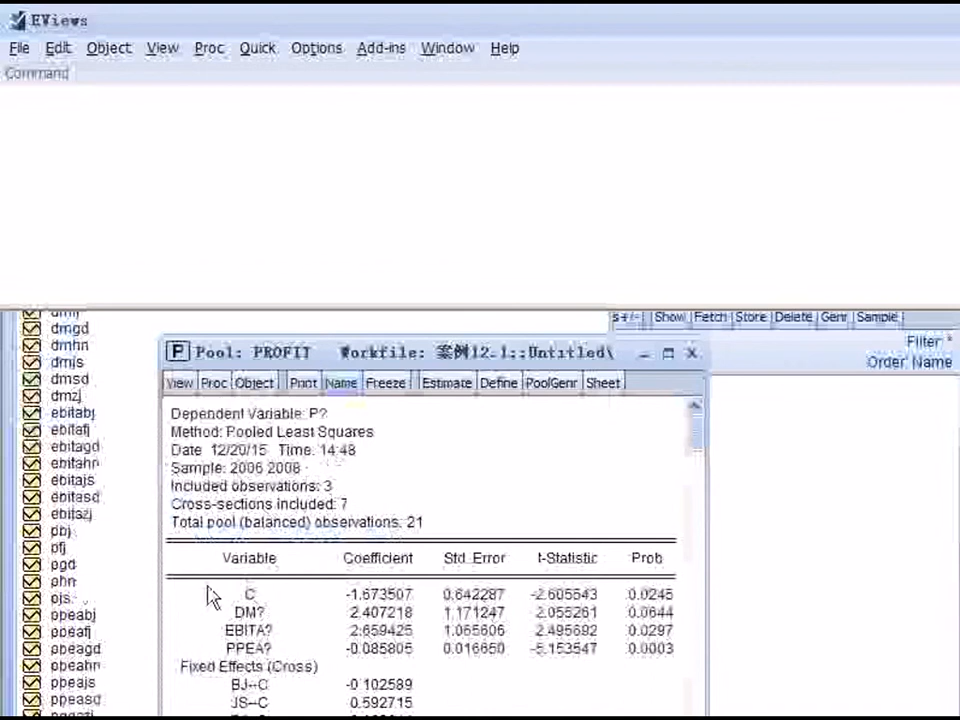 EViews
File Edit Object View Proc Quick Options Add-ins Window Help
Command
Show Fetch Store Delete Genr Sample
Filter *
Order Name
dmgd
dmhn
dmjs
dmsd
dmzj
ebitabj
ebitafj
ebitagd
ebitahn
ebitajs
ebitasd
ebitazj
pbj
pfj
pgd
phn
pjs
ppeabj
ppeafj
ppeagd
ppeahn
ppeajs
ppeasd
Pool: PROFIT Workfile: 案例12.1::Untitled\
View Proc Object Print Name Freeze Estimate Define PoolGenr Sheet
Dependent Variable: P?
Method: Pooled Least Squares
Date 12/20/15 Time: 14:48
Sample: 2006 2008
Included observations: 3
Cross-sections included: 7
Total pool (balanced) observations: 21
Variable Coefficient Std. Error t-Statistic Prob
C -1.673507 0.642287 -2.605543 0.0245
DM? 2.407218 1.171247 2.055261 0.0644
EBITA? 2.659425 1.065606 2.495692 0.0297
PPEA? -0.085805 0.016650 -5.153547 0.0003
Fixed Effects (Cross)
BJ--C -0.102589
JS--C 0.592715